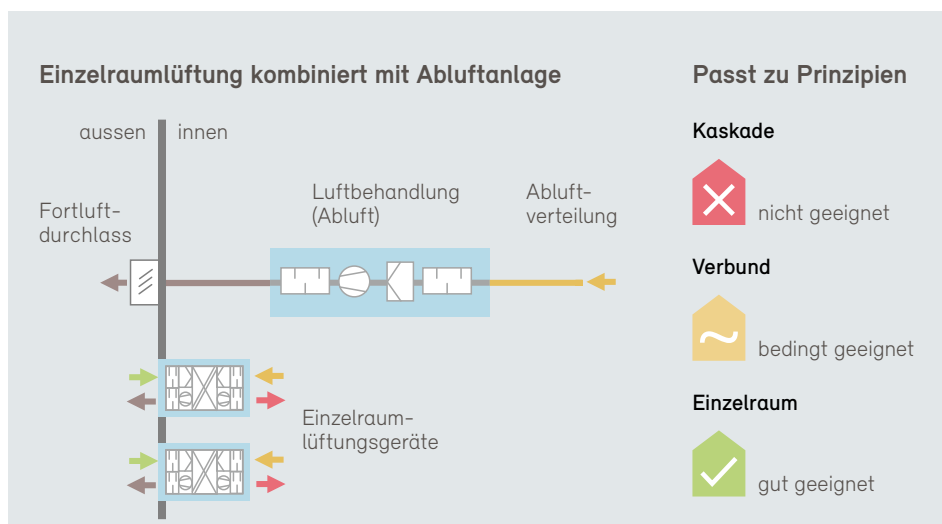 Einzelraumlüftung kombiniert mit Abluftanlage
aussen
innen
Fortluft-
durchlass
Luftbehandlung
(Abluft)
Abluft-
verteilung
Einzelraum-
lüftungsgeräte
Passt zu Prinzipien
Kaskade
nicht geeignet
Verbund
bedingt geeignet
Einzelraum
gut geeignet